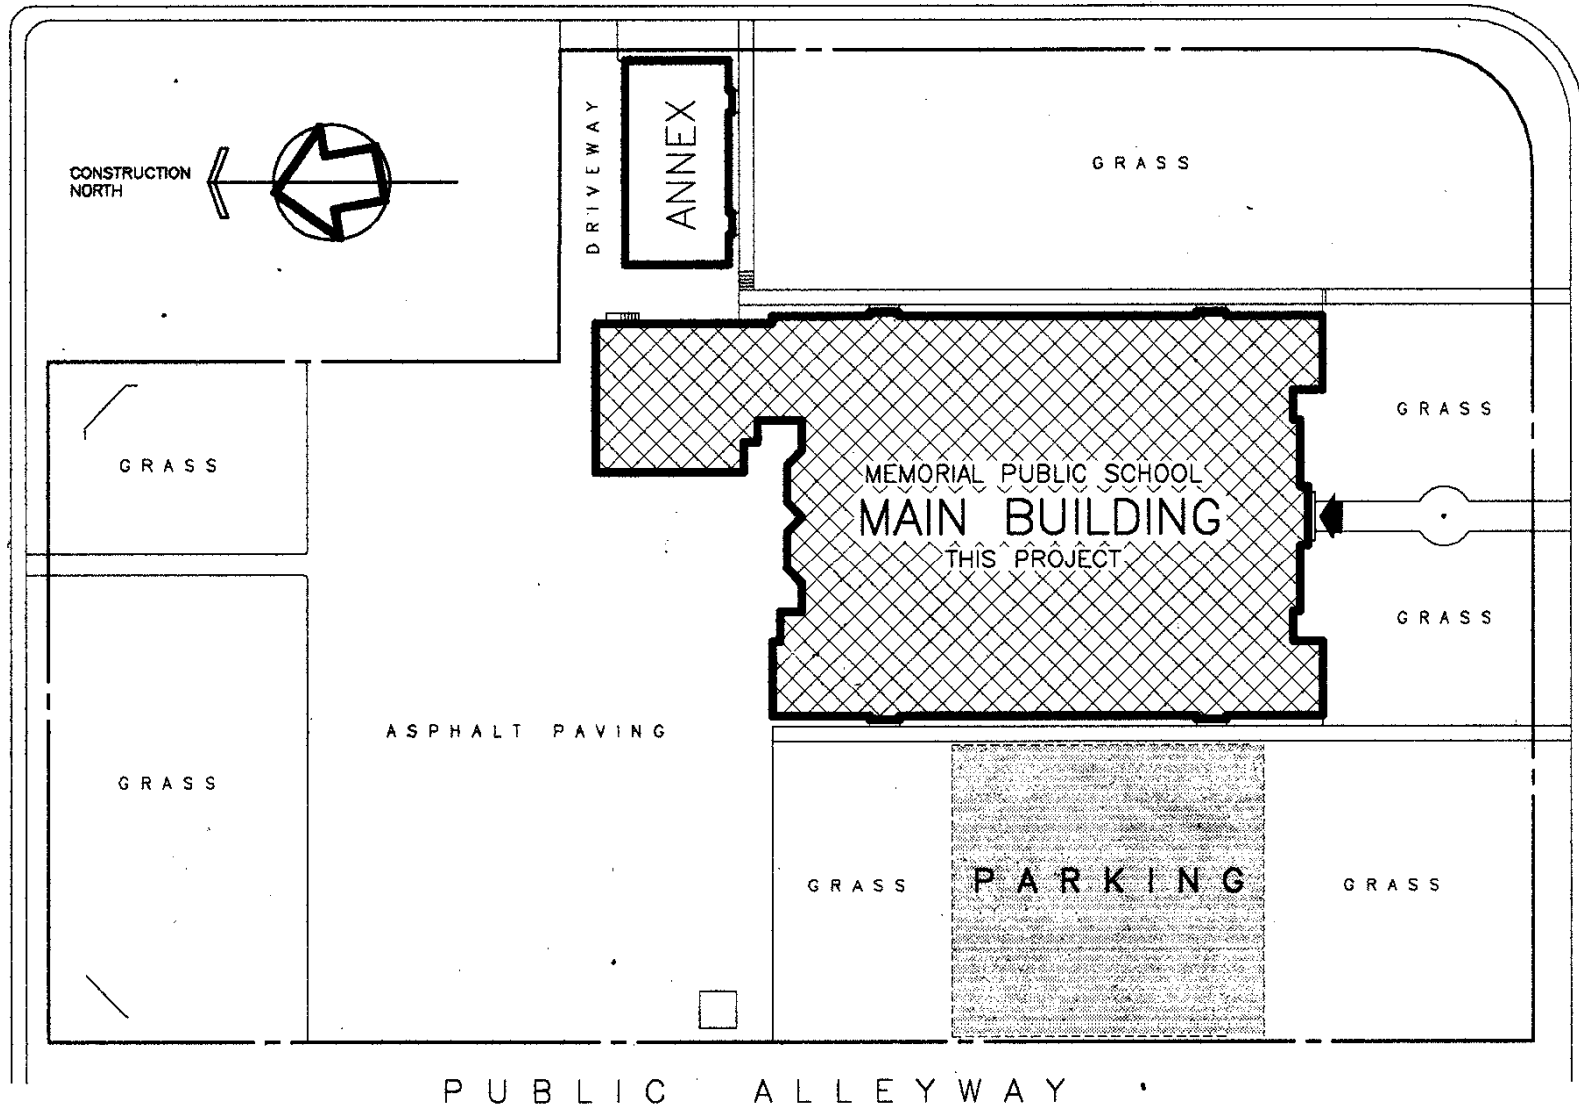 CONSTRUCTION
NORTH
DRIVEWAY
ANNEX
GRASS
GRASS
GRASS
MEMORIAL PUBLIC SCHOOL
MAIN BUILDING
THIS PROJECT
GRASS
ASPHALT PAVING
GRASS
GRASS
PARKING
GRASS
PUBLIC ALLEYWAY